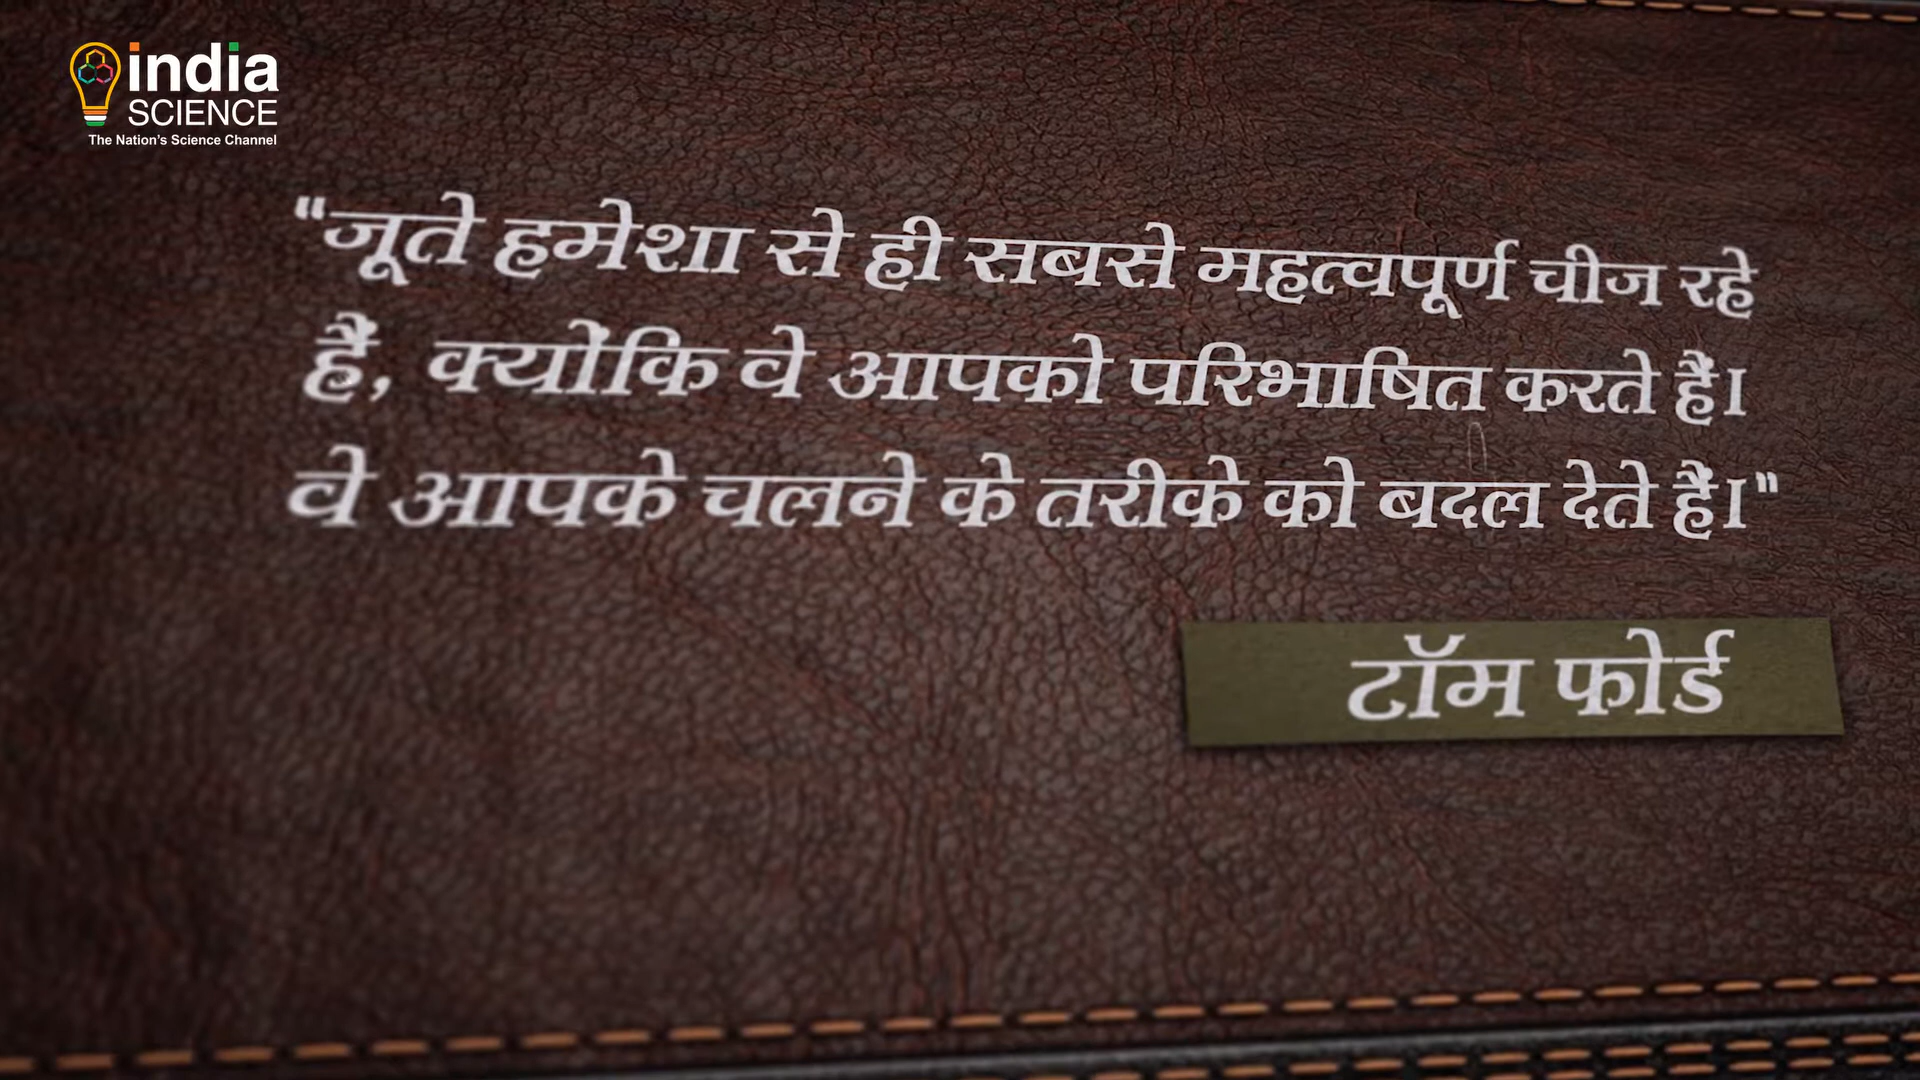 india
SCIENCE
The Nation's Science Channel
"जूते हमेशा से ही सबसे महत्वपूर्ण चीज रहे
हैं, क्योंकि वे आपको परिभाषित करते हैं।
वे आपके चलने के तरीके को बदल देते हैं।"
टॉम फोर्ड